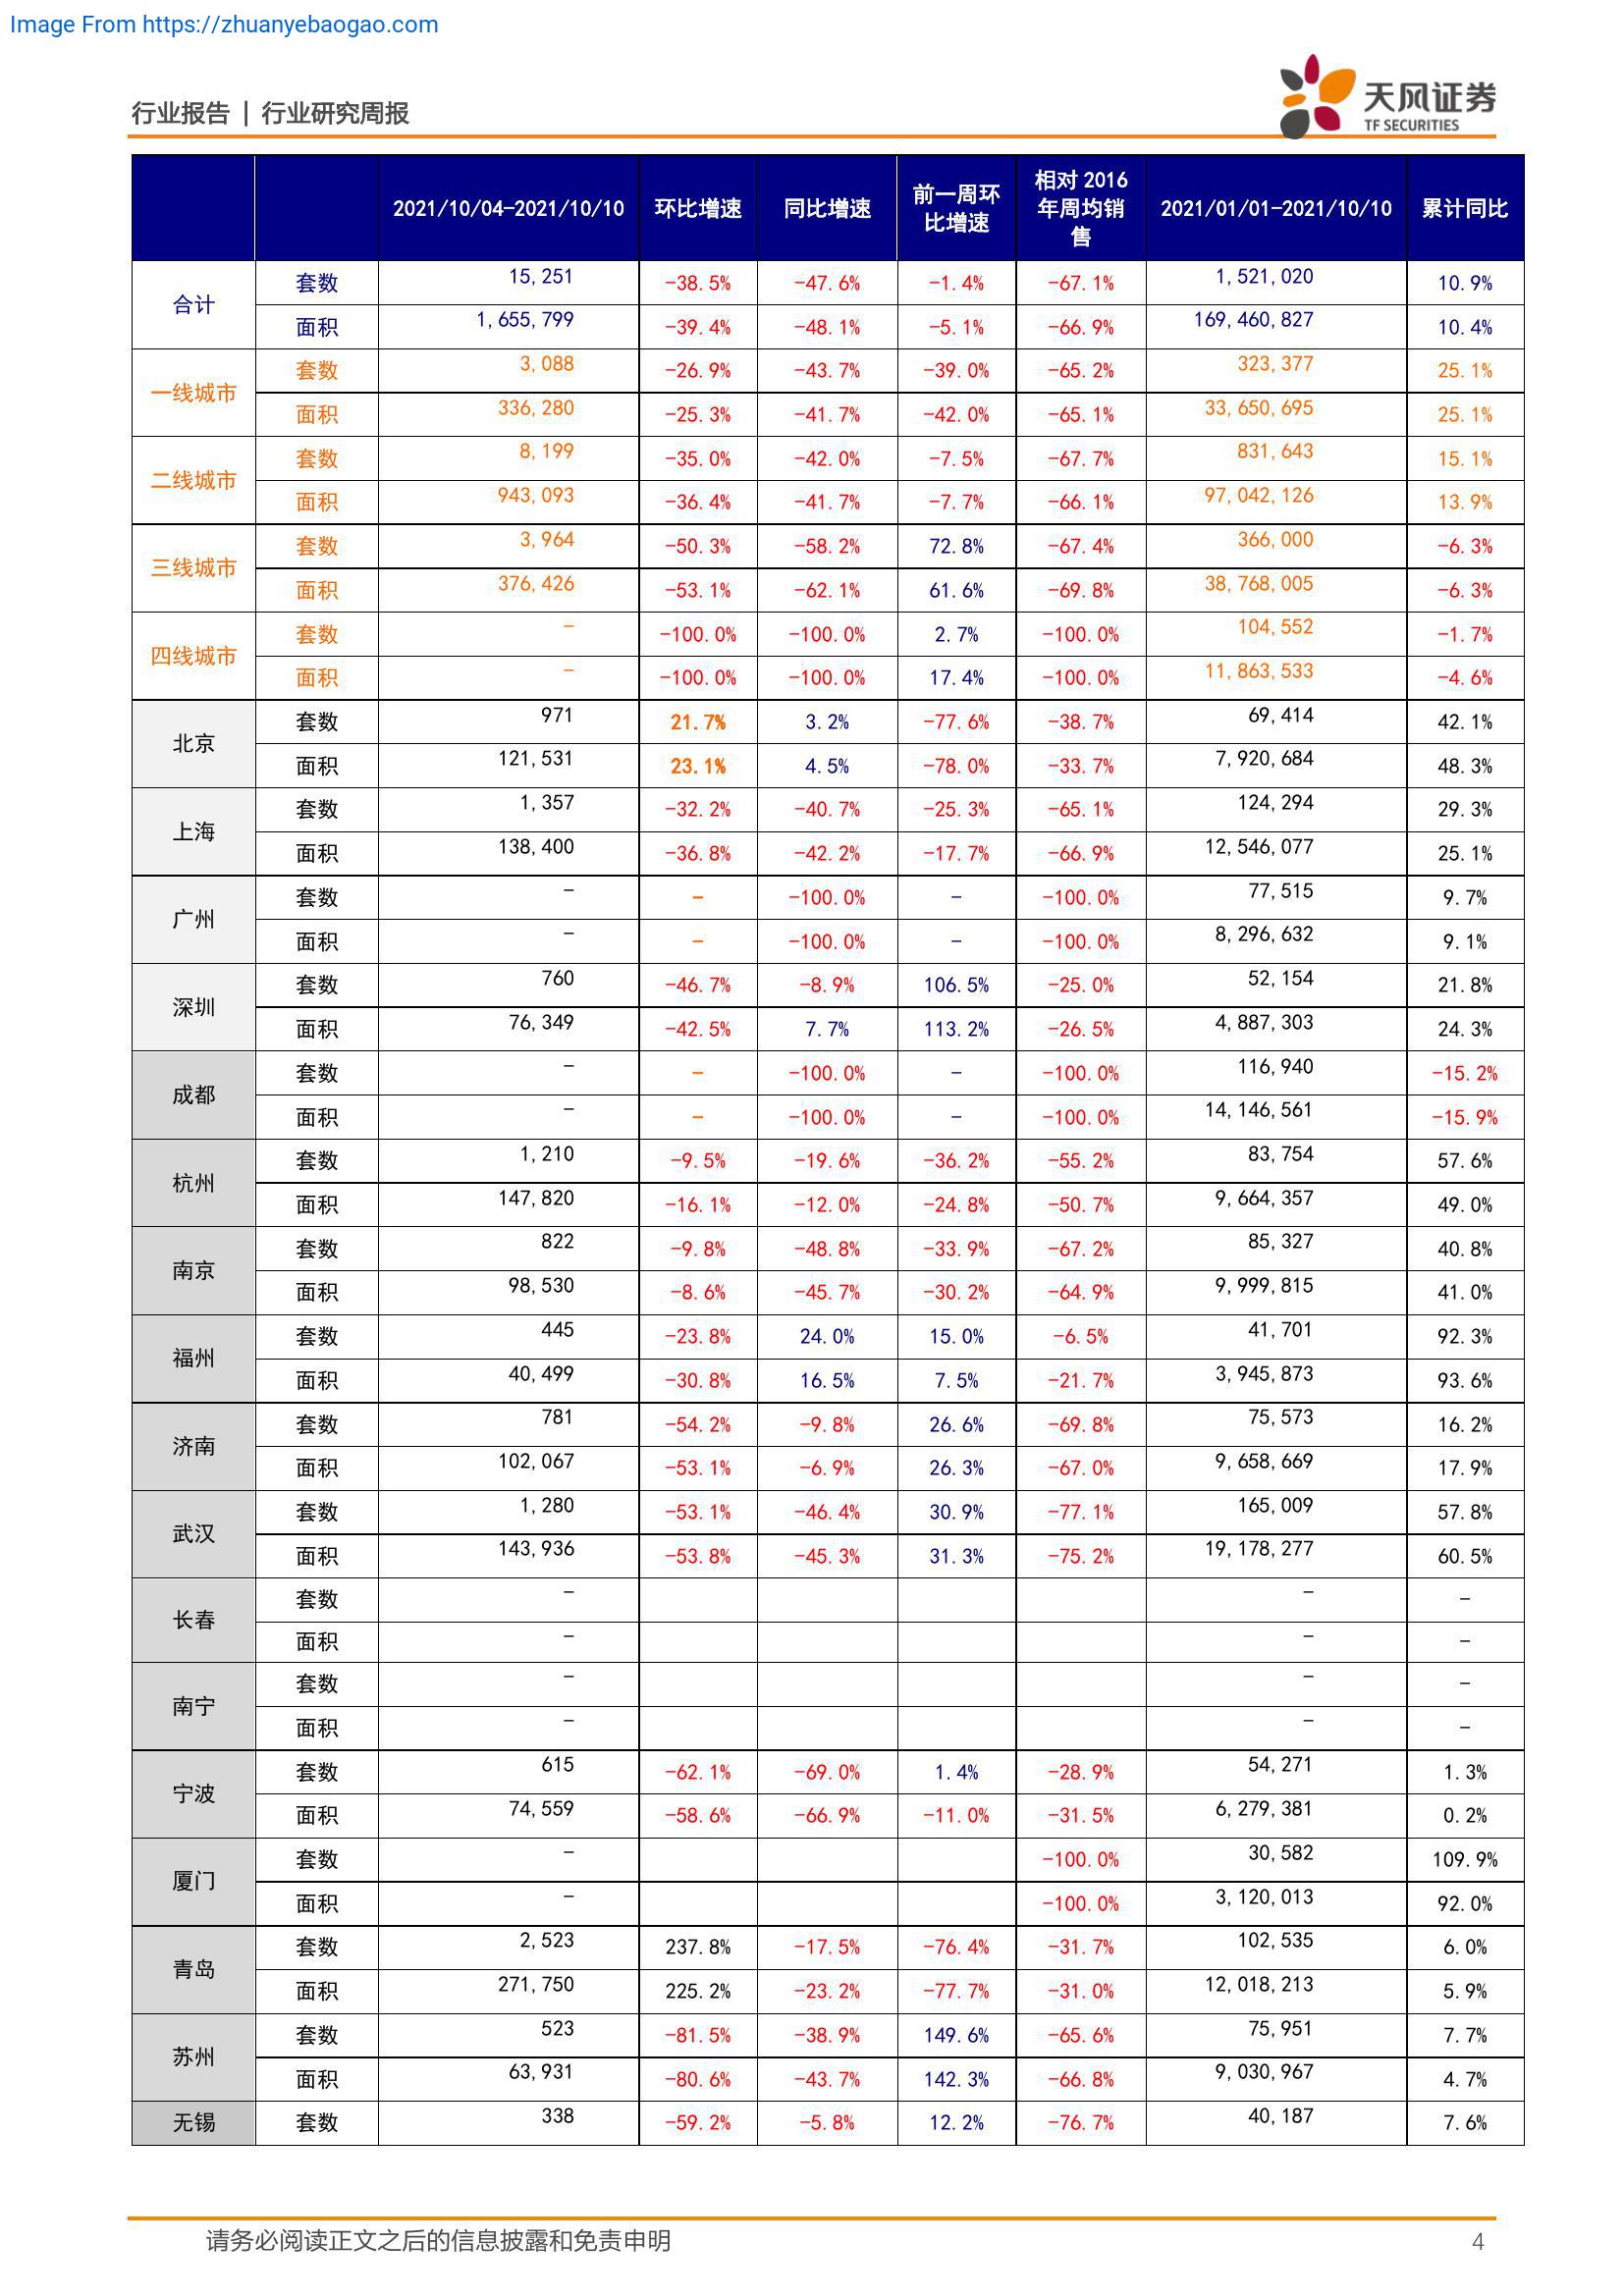 Image From https://zhuanyebaogao.com
行业报告 | 行业研究周报
天风证券
TF SECURITIES
2021/10/04-2021/10/10 环比增速 同比增速 前一周环比增速 相对 2016 年周均销售 2021/01/01-2021/10/10 累计同比
合计 套数 15,251 -38.5% -47.6% -1.4% -67.1% 1,521,020 10.9%
面积 1,655,799 -39.4% -48.1% -5.1% -66.9% 169,460,827 10.4%
一线城市 套数 3,088 -26.9% -43.7% -39.0% -65.2% 323,377 25.1%
面积 336,280 -25.3% -41.7% -42.0% -65.1% 33,650,695 25.1%
二线城市 套数 8,199 -35.0% -42.0% -7.5% -67.7% 831,643 15.1%
面积 943,093 -36.4% -41.7% -7.7% -66.1% 97,042,126 13.9%
三线城市 套数 3,964 -50.3% -58.2% 72.8% -67.4% 366,000 -6.3%
面积 376,426 -53.1% -62.1% 61.6% -69.8% 38,768,005 -6.3%
四线城市 套数 - -100.0% -100.0% 2.7% -100.0% 104,552 -1.7%
面积 - -100.0% -100.0% 17.4% -100.0% 11,863,533 -4.6%
北京 套数 971 21.7% 3.2% -77.6% -38.7% 69,414 42.1%
面积 121,531 23.1% 4.5% -78.0% -33.7% 7,920,684 48.3%
上海 套数 1,357 -32.2% -40.7% -25.3% -65.1% 124,294 29.3%
面积 138,400 -36.8% -42.2% -17.7% -66.9% 12,546,077 25.1%
广州 套数 - - -100.0% - -100.0% 77,515 9.7%
面积 - - -100.0% - -100.0% 8,296,632 9.1%
深圳 套数 760 -46.7% -8.9% 106.5% -25.0% 52,154 21.8%
面积 76,349 -42.5% 7.7% 113.2% -26.5% 4,887,303 24.3%
成都 套数 - - -100.0% - -100.0% 116,940 -15.2%
面积 - - -100.0% - -100.0% 14,146,561 -15.9%
杭州 套数 1,210 -9.5% -19.6% -36.2% -55.2% 83,754 57.6%
面积 147,820 -16.1% -12.0% -24.8% -50.7% 9,664,357 49.0%
南京 套数 822 -9.8% -48.8% -33.9% -67.2% 85,327 40.8%
面积 98,530 -8.6% -45.7% -30.2% -64.9% 9,999,815 41.0%
福州 套数 445 -23.8% 24.0% 15.0% -6.5% 41,701 92.3%
面积 40,499 -30.8% 16.5% 7.5% -21.7% 3,945,873 93.6%
济南 套数 781 -54.2% -9.8% 26.6% -69.8% 75,573 16.2%
面积 102,067 -53.1% -6.9% 26.3% -67.0% 9,658,669 17.9%
武汉 套数 1,280 -53.1% -46.4% 30.9% -77.1% 165,009 57.8%
面积 143,936 -53.8% -45.3% 31.3% -75.2% 19,178,277 60.5%
长春 套数 - - -
面积 - - -
南宁 套数 - - -
面积 - - -
宁波 套数 615 -62.1% -69.0% 1.4% -28.9% 54,271 1.3%
面积 74,559 -58.6% -66.9% -11.0% -31.5% 6,279,381 0.2%
厦门 套数 - -100.0% 30,582 109.9%
面积 - -100.0% 3,120,013 92.0%
青岛 套数 2,523 237.8% -17.5% -76.4% -31.7% 102,535 6.0%
面积 271,750 225.2% -23.2% -77.7% -31.0% 12,018,213 5.9%
苏州 套数 523 -81.5% -38.9% 149.6% -65.6% 75,951 7.7%
面积 63,931 -80.6% -43.7% 142.3% -66.8% 9,030,967 4.7%
无锡 套数 338 -59.2% -5.8% 12.2% -76.7% 40,187 7.6%
请务必阅读正文之后的信息披露和免责申明 4